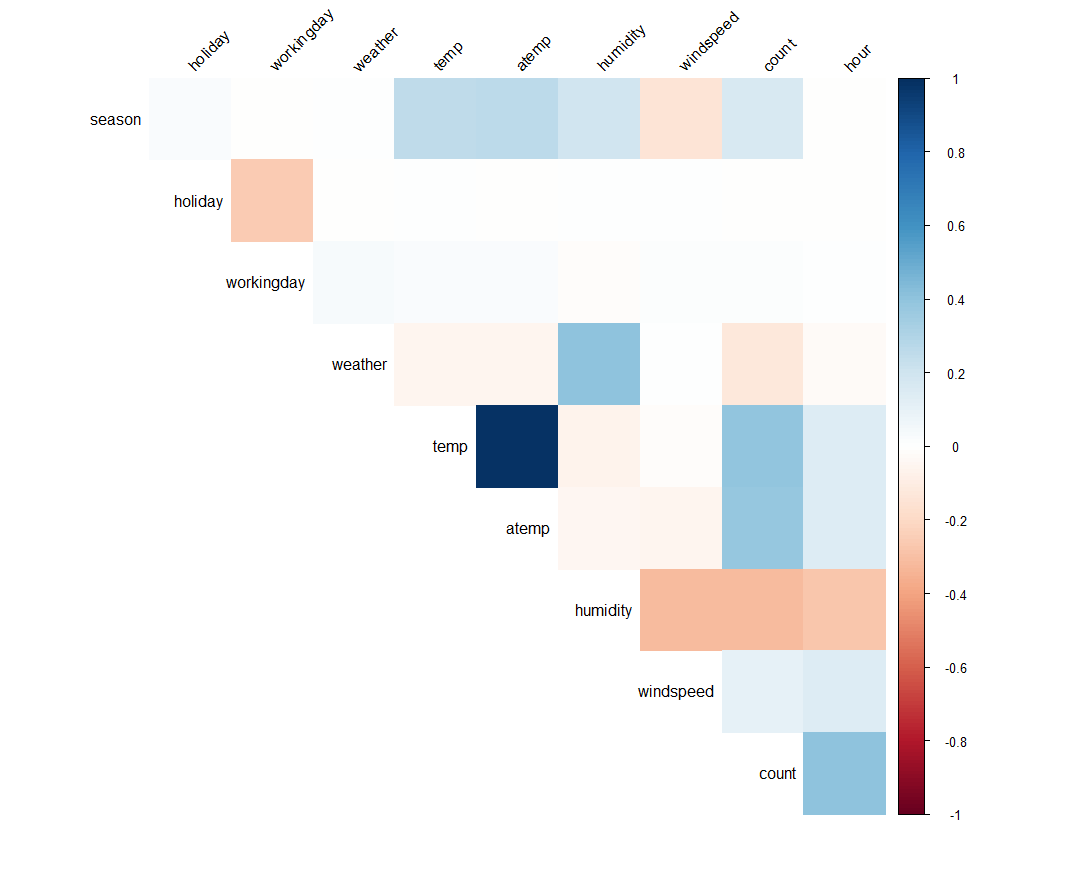 holiday
workingday
weather
temp
atemp
humidity
windspeed
count
hour
season
holiday
workingday
weather
temp
atemp
humidity
windspeed
count
1
0.8
0.6
0.4
0.2
0
-0.2
-0.4
-0.6
-0.8
-1